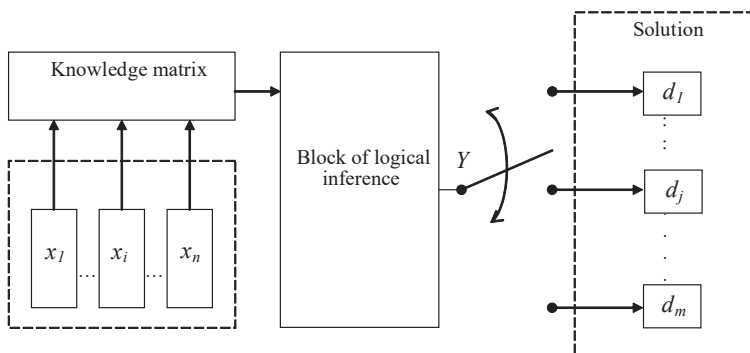 Solution
Knowledge matrix
d1
Block of logical
inference
Y
dj
x1 ... xi ... xn
dm